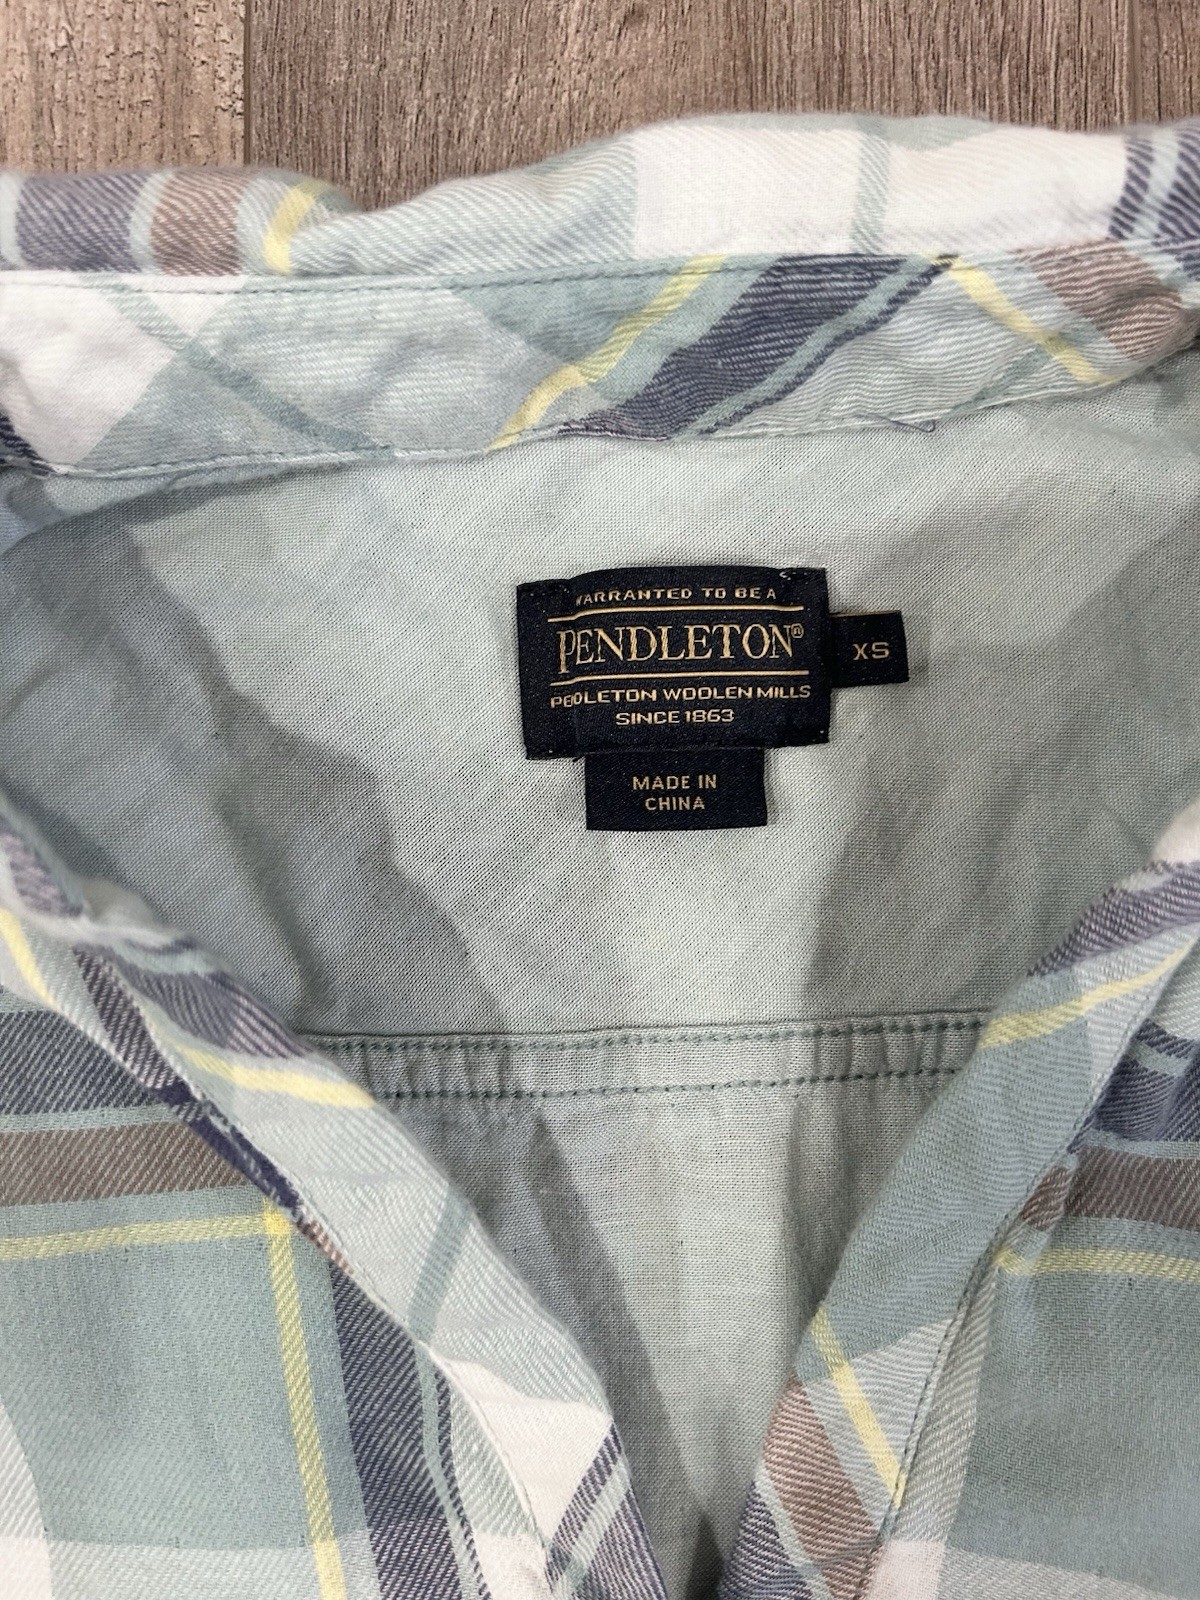 WARRANTED TO BE A
PENDLETON®
PENDLETON WOOLEN MILLS
SINCE 1863
XS
MADE IN
CHINA